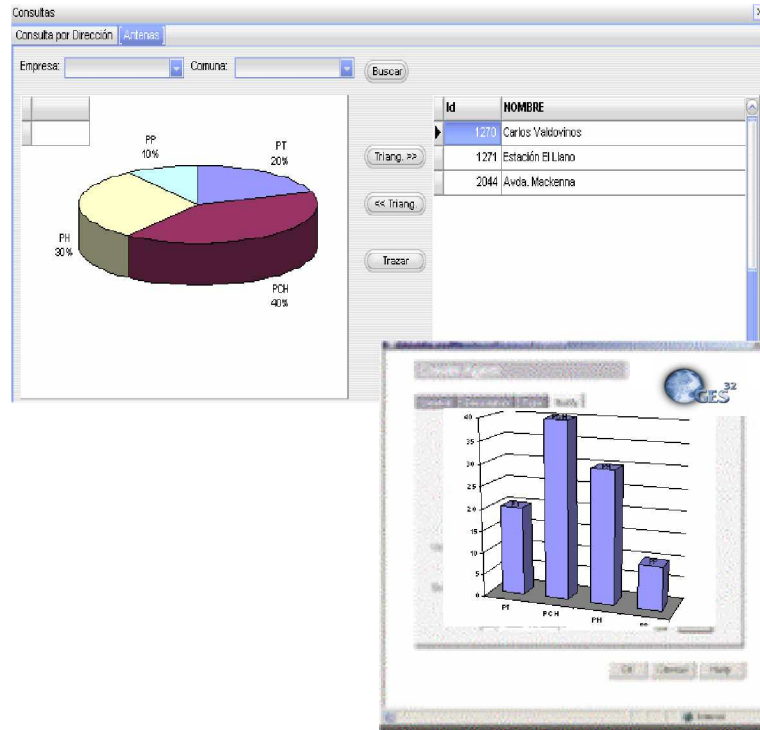 Consultas
Consulta por Dirección Antenas
Empresa: Comuna: Buscar
PP
10%
PT
20%
PH
30%
PCH
40%
Triang. >>
<< Triang.
Trazar
Id NOMBRE
1270 Carlos Valdovinos
1271 Estación El Llano
2044 Avda. Mackenna
GES 32
40
35
30
25
20
15
10
5
0
PT
PCH
PH
PP
OK Cancel Help
Internet